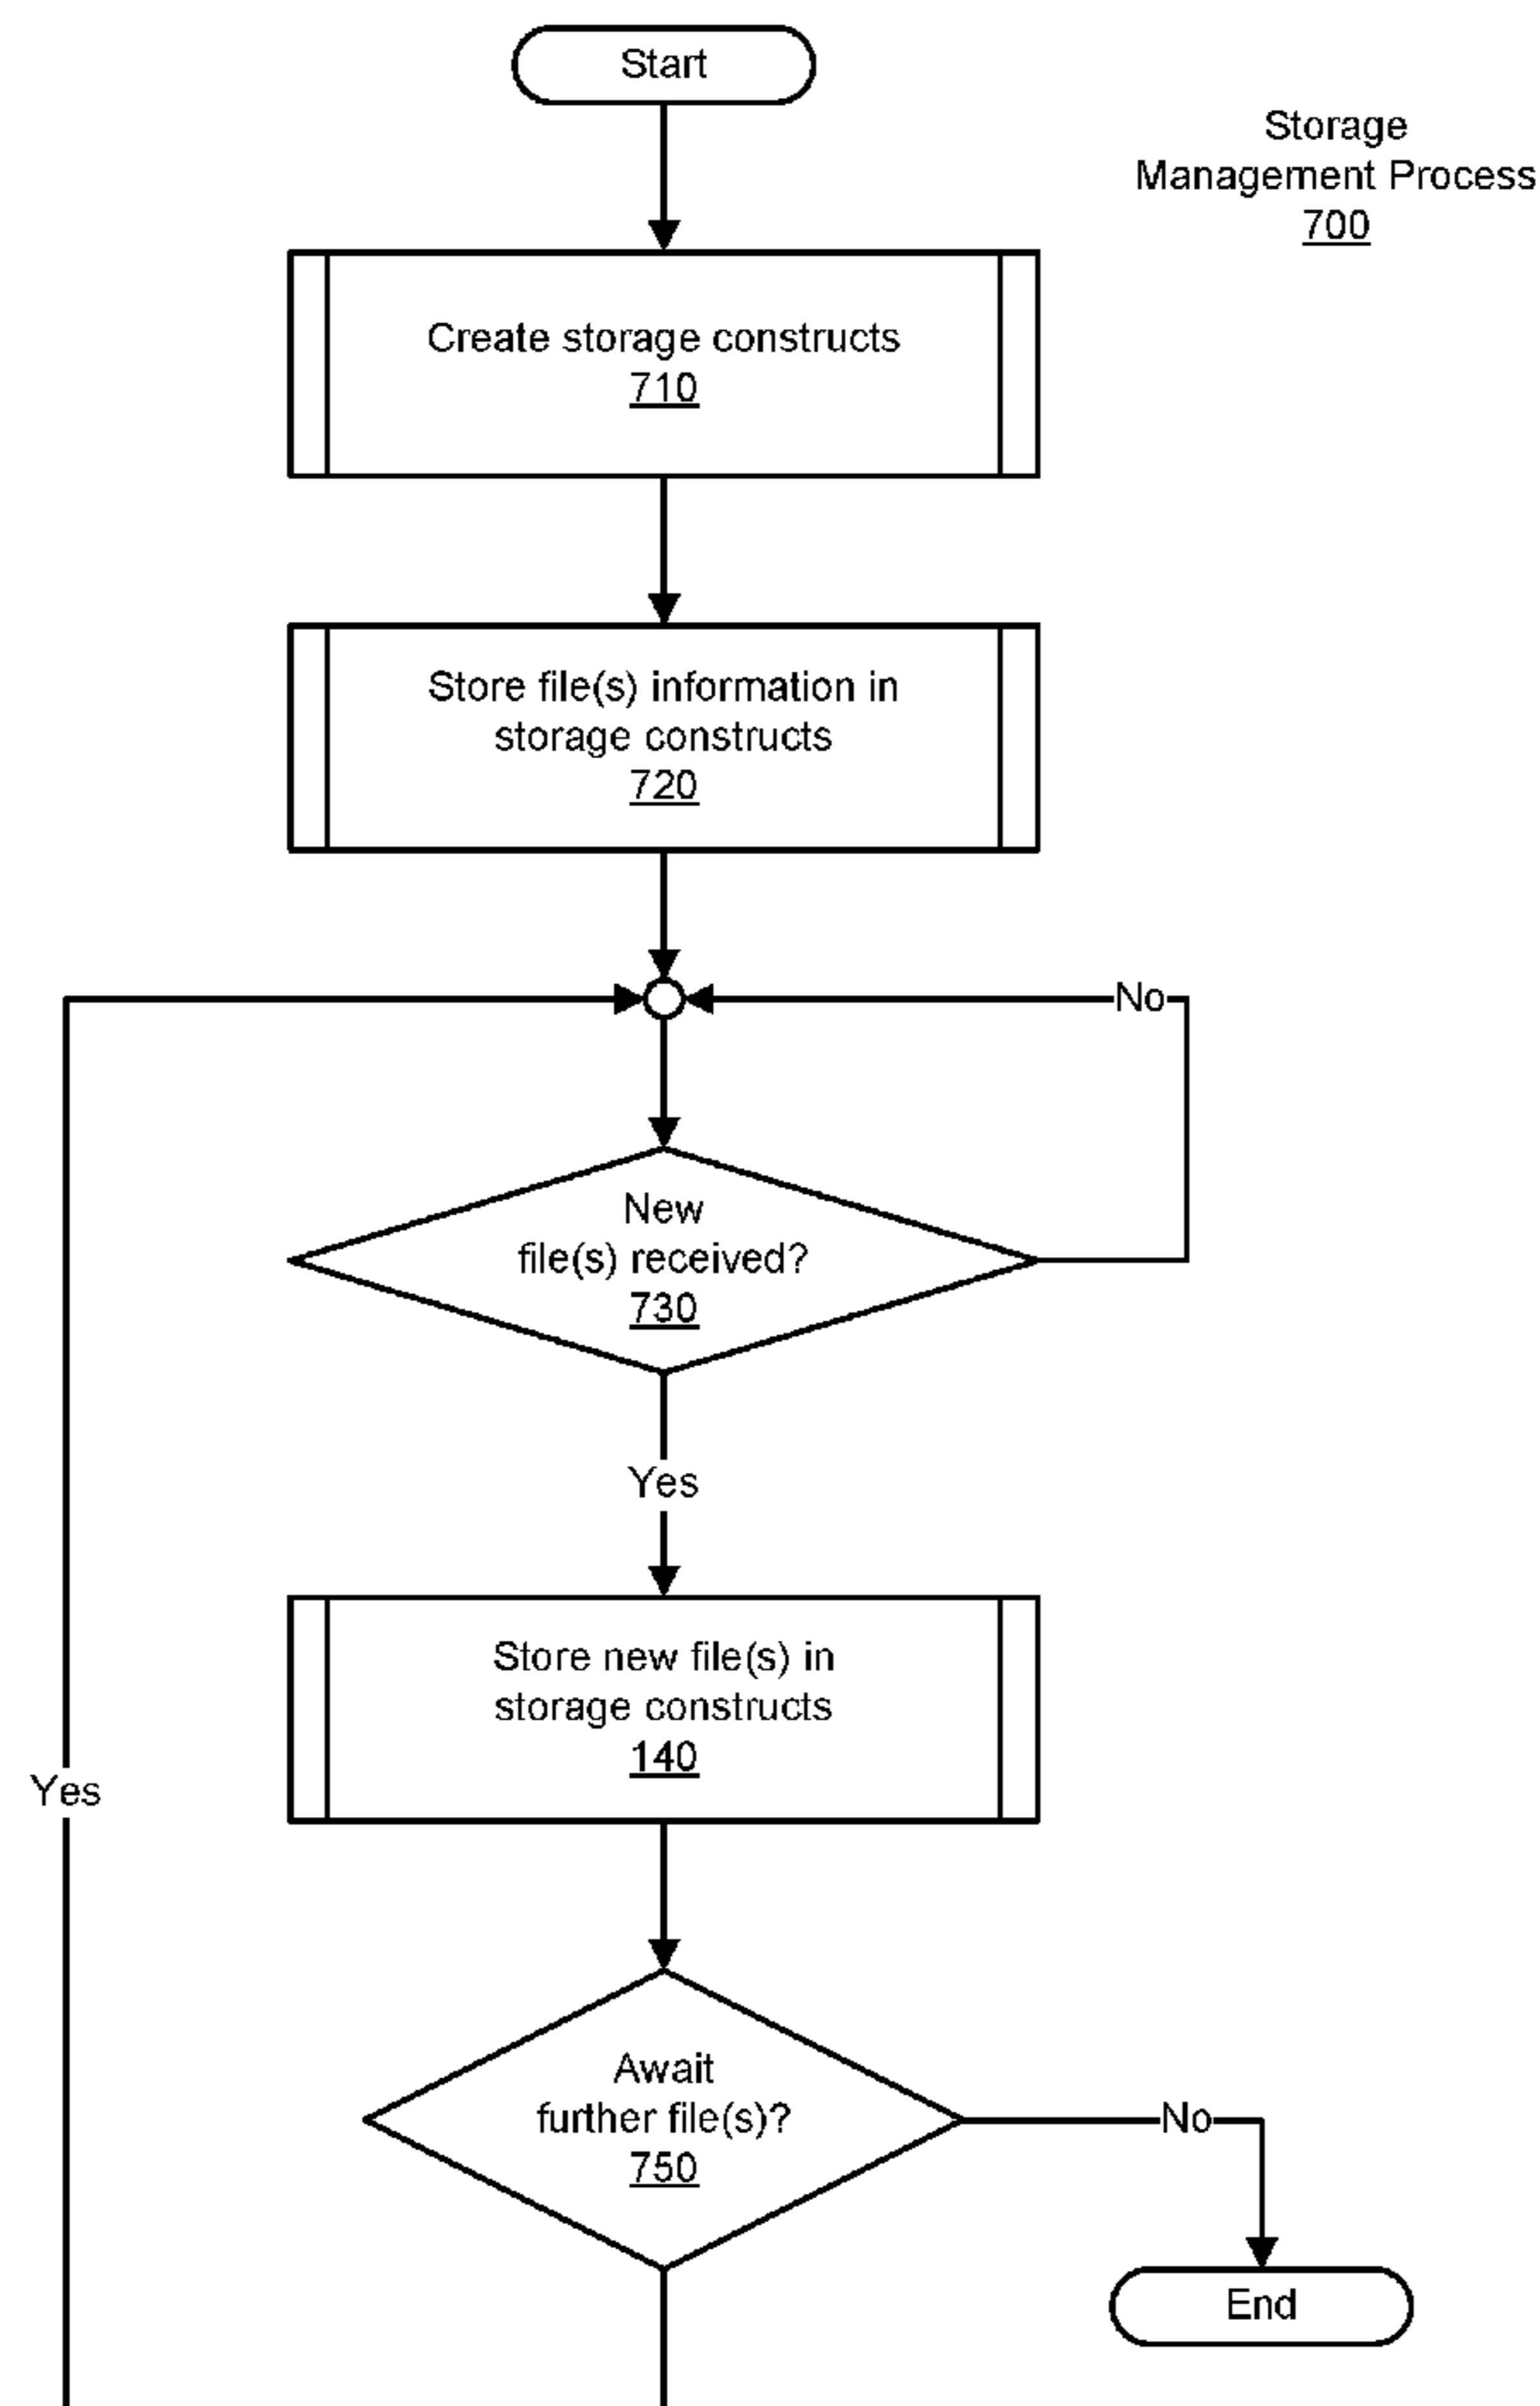 Start
Storage
Management Process
700
Create storage constructs
710
Store file(s) information in
storage constructs
720
No
New
file(s) received?
730
Yes
Store new file(s) in
storage constructs
140
Yes
Await
further file(s)?
750
No
End